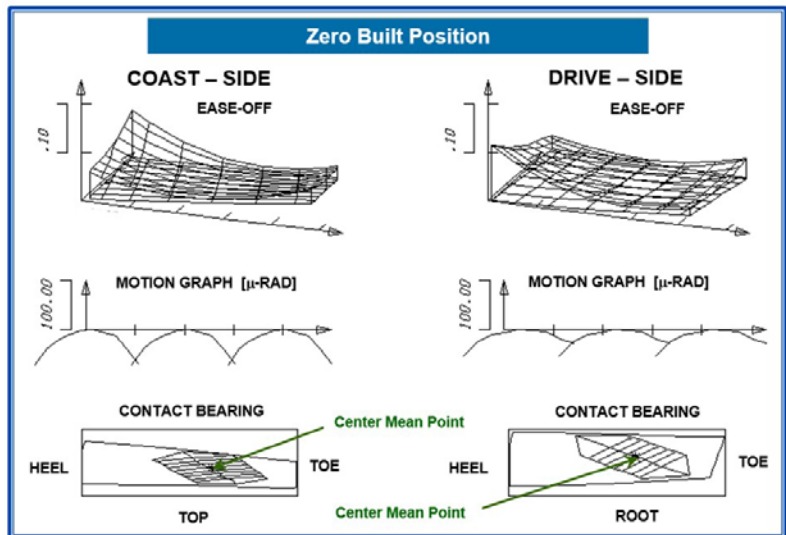 Zero Built Position
COAST – SIDE
EASE-OFF
.10
MOTION GRAPH [μ-RAD]
100.00
CONTACT BEARING
Center Mean Point
HEEL
TOE
TOP
DRIVE – SIDE
EASE-OFF
.10
MOTION GRAPH [μ-RAD]
100.00
CONTACT BEARING
HEEL
TOE
Center Mean Point
ROOT